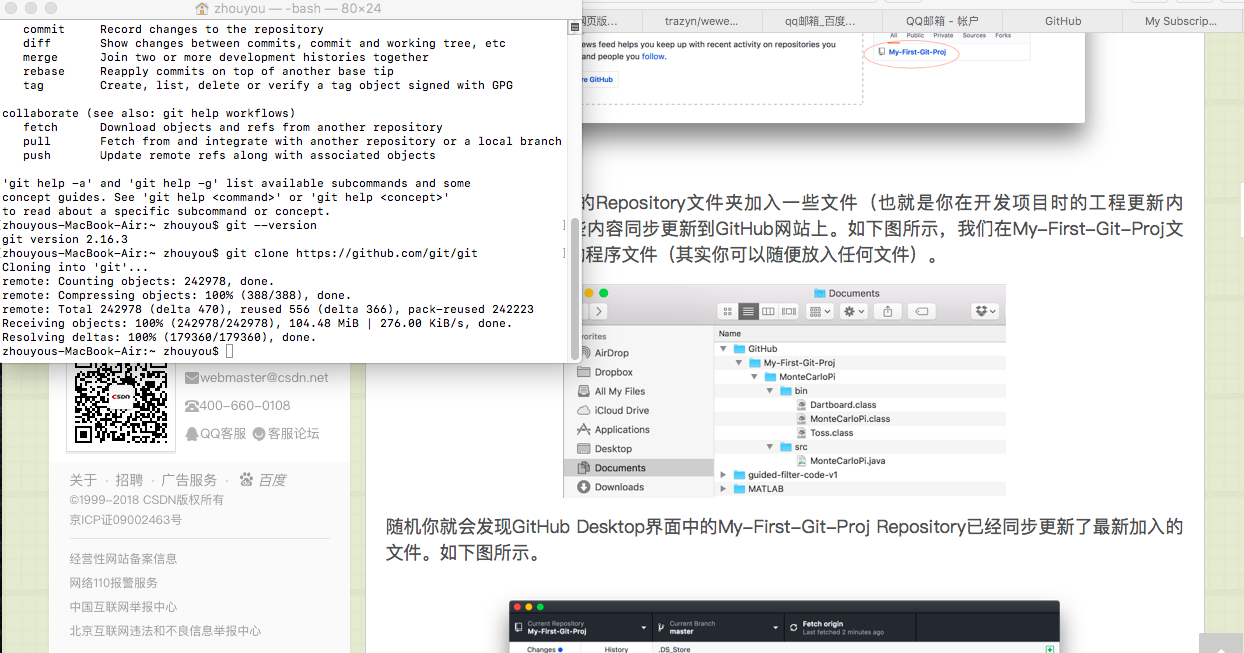 zhouyou — -bash — 80×24
commit Record changes to the repository
diff Show changes between commits, commit and working tree, etc
merge Join two or more development histories together
rebase Reapply commits on top of another base tip
tag Create, list, delete or verify a tag object signed with GPG
collaborate (see also: git help workflows)
fetch Download objects and refs from another repository
pull Fetch from and integrate with another repository or a local branch
push Update remote refs along with associated objects
'git help -a' and 'git help -g' list available subcommands and some
concept guides. See 'git help <command>' or 'git help <concept>'
to read about a specific subcommand or concept.
[zhouyous-MacBook-Air:~ zhouyou$ git --version ]
git version 2.16.3
[zhouyous-MacBook-Air:~ zhouyou$ git clone https://github.com/git/git ]
Cloning into 'git'...
remote: Counting objects: 242978, done.
remote: Compressing objects: 100% (388/388), done.
remote: Total 242978 (delta 470), reused 556 (delta 366), pack-reused 242223
Receiving objects: 100% (242978/242978), 104.48 MiB | 276.00 KiB/s, done.
Resolving deltas: 100% (179360/179360), done.
zhouyous-MacBook-Air:~ zhouyou$
网页版... trazyn/wewe... qq邮箱_百度... QQ邮箱 - 帐户 GitHub My Subscrip...
All Public Private Sources Forks
ews feed helps you keep up with recent activity on repositories you
and people you follow.
My-First-Git-Proj
re GitHub
的Repository文件夹加入一些文件（也就是你在开发项目时的工程更新内
些内容同步更新到GitHub网站上。如下图所示，我们在My-First-Git-Proj文
的程序文件（其实你可以随便放入任何文件）。
Documents
Name
vorites
AirDrop
Dropbox
All My Files
iCloud Drive
Applications
Desktop
Documents
Downloads
GitHub
My-First-Git-Proj
MonteCarloPi
bin
Dartboard.class
MonteCarloPi.class
Toss.class
src
MonteCarloPi.java
guided-filter-code-v1
MATLAB
随机你就会发现GitHub Desktop界面中的My-First-Git-Proj Repository已经同步更新了最新加入的
文件。如下图所示。
Current Repository
My-First-Git-Proj
Current Branch
master
Fetch origin
Last fetched 2 minutes ago
Changes History .DS_Store
CSDN
webmaster@csdn.net
400-660-0108
QQ客服 客服论坛
关于 · 招聘 · 广告服务 · 百度
©1999-2018 CSDN版权所有
京ICP证09002463号
经营性网站备案信息
网络110报警服务
中国互联网举报中心
北京互联网违法和不良信息举报中心